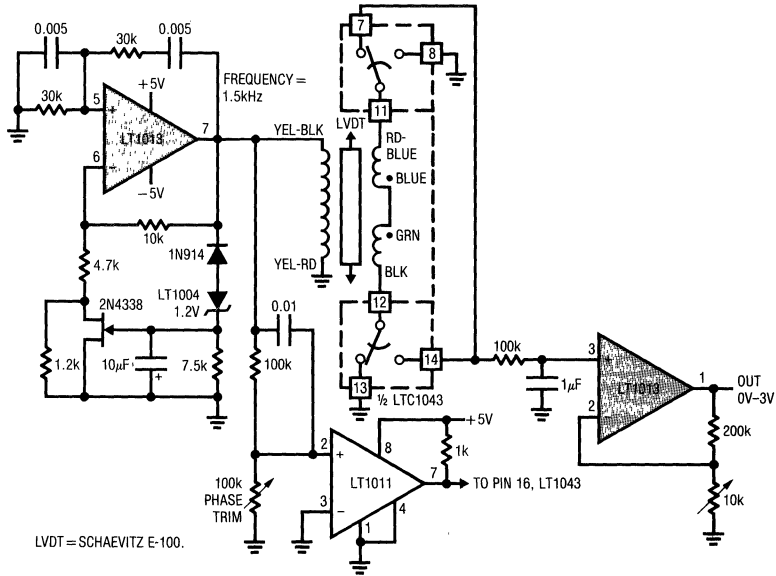 0.005
30k
0.005
30k
5
+
+5V
LT1013
7
6
−
−5V
FREQUENCY =
1.5kHz
10k
1N914
4.7k
LT1004
1.2V
2N4338
1.2k
10µF
+
7.5k
YEL-BLK
YEL-RD
LVDT
7
8
11
RD-
BLUE
BLUE
GRN
BLK
12
14
13
½ LTC1043
0.01
100k
100k
PHASE
TRIM
2
+
3
−
LT1011
8
+5V
1k
7
4
1
TO PIN 16, LT1043
100k
1µF
3
+
2
LT1013
1
OUT
0V–3V
200k
10k
LVDT = SCHAEVITZ E-100.